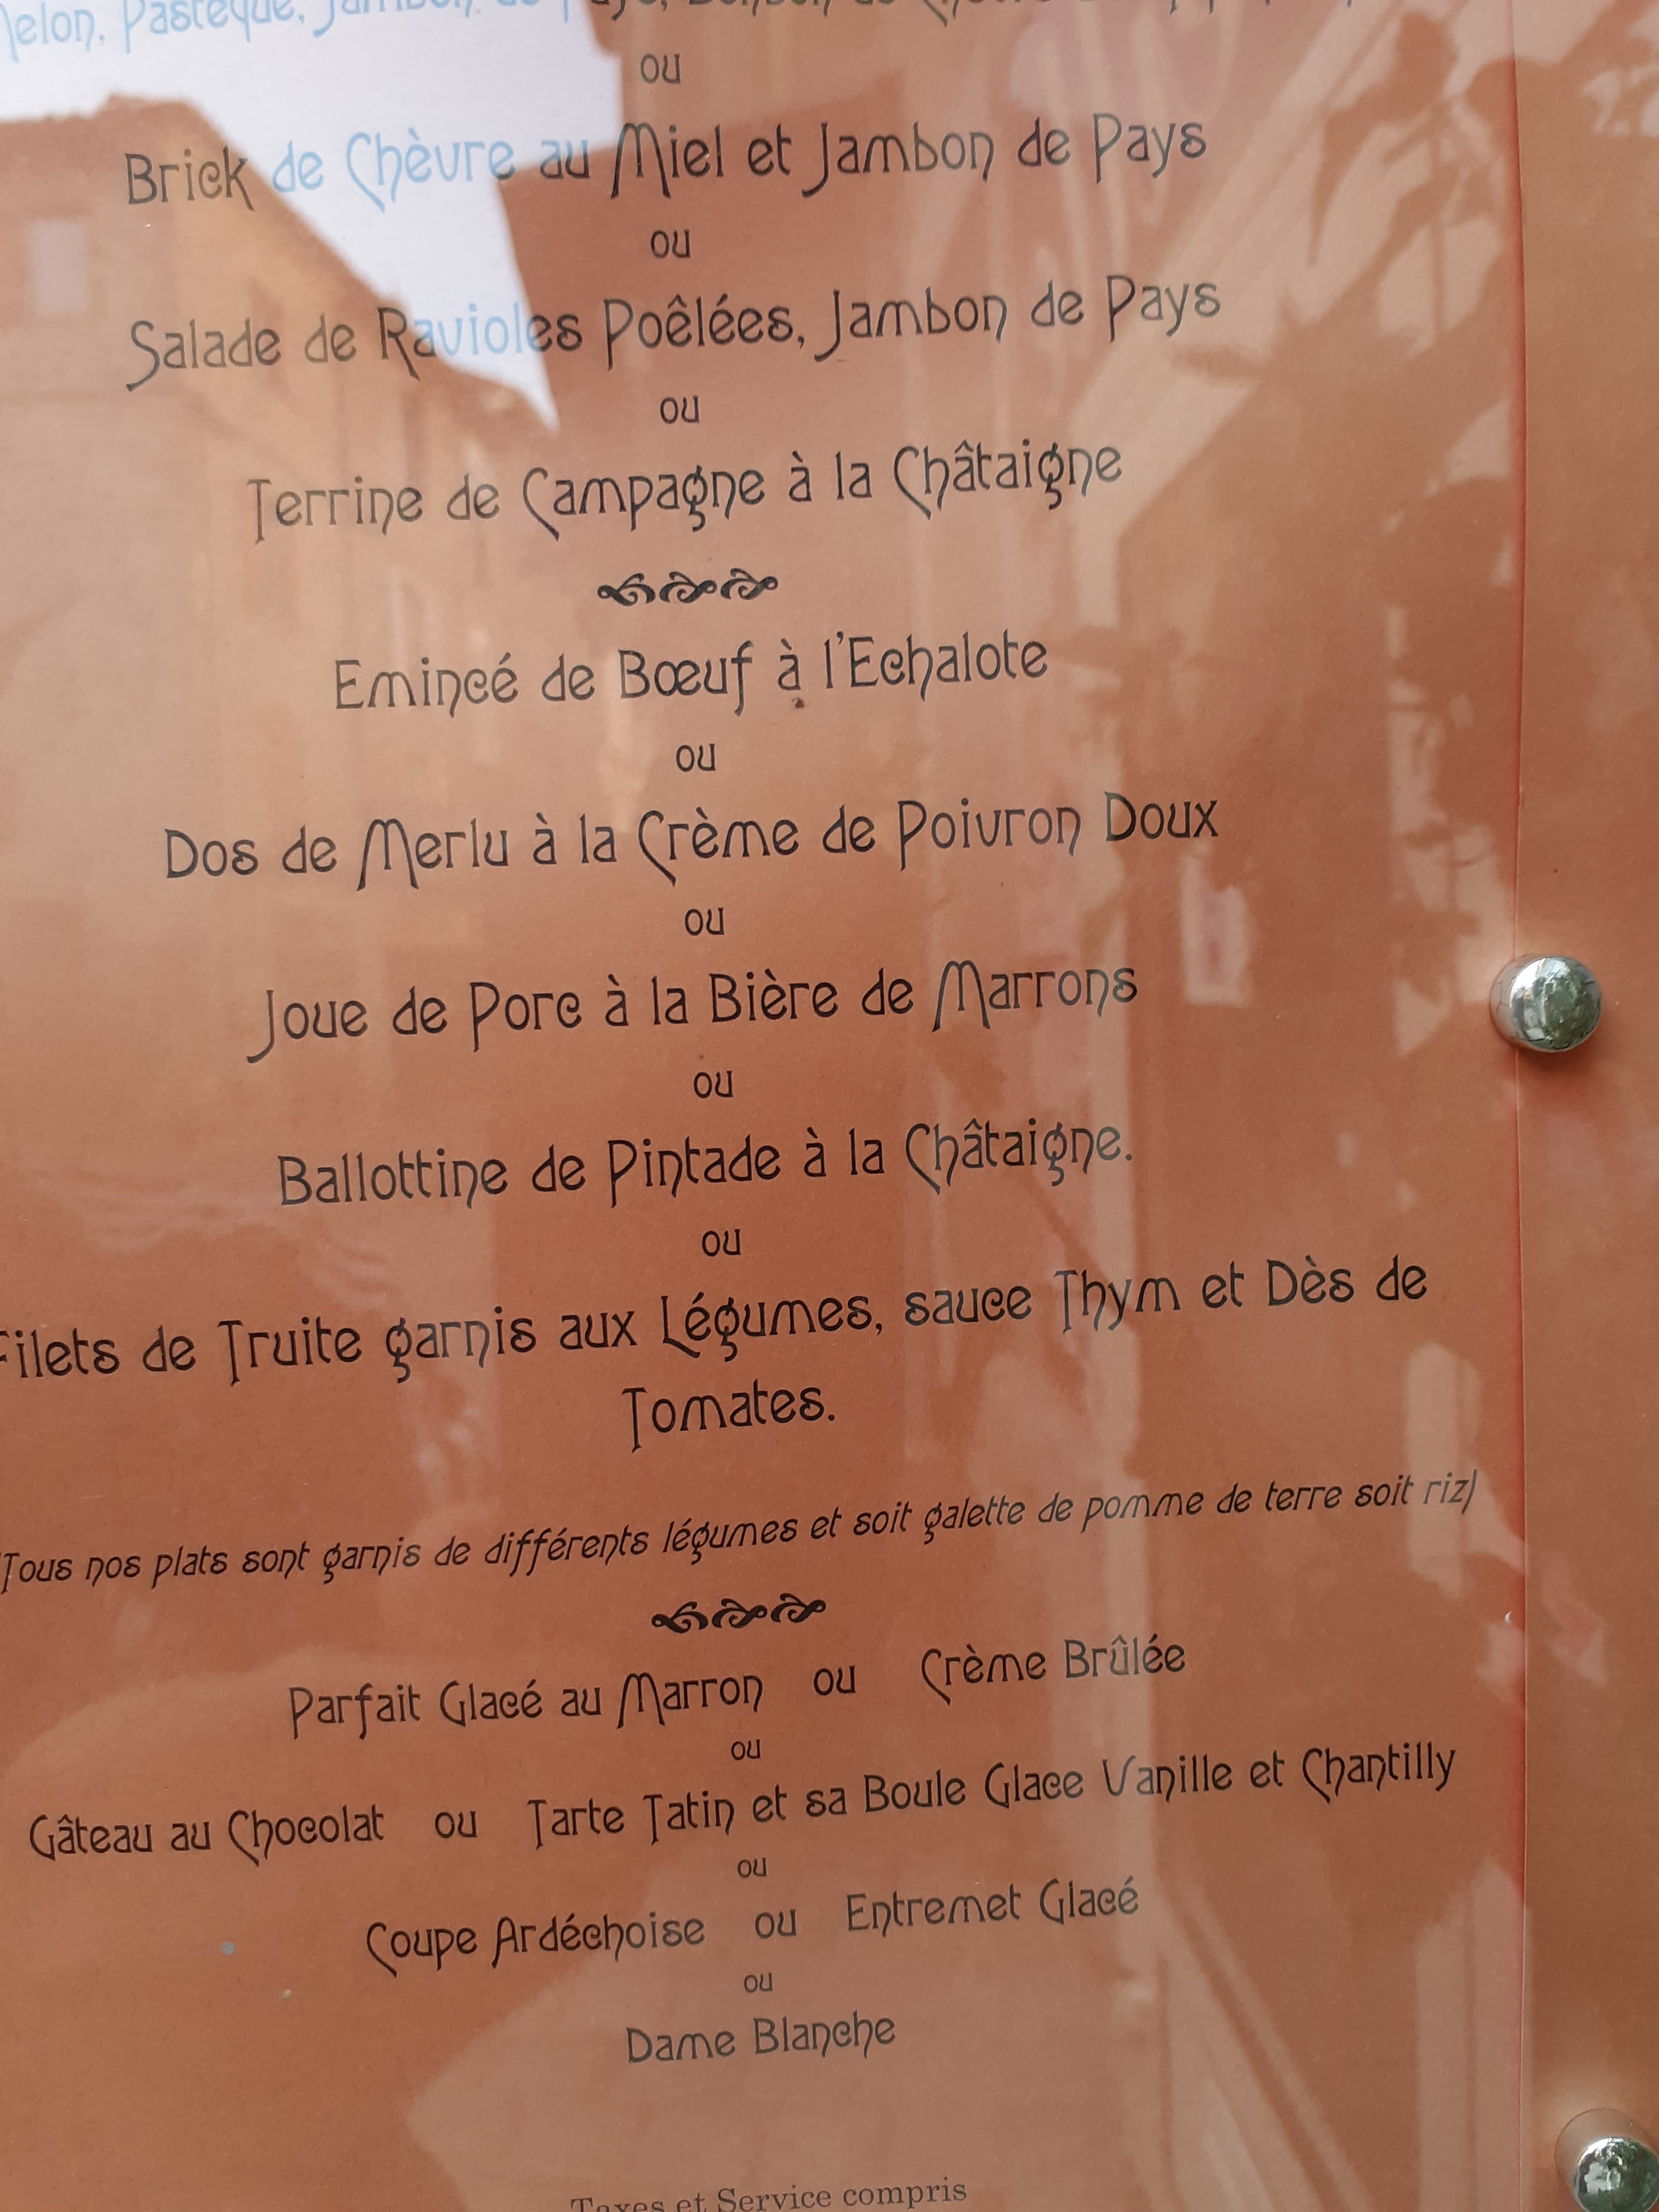 Melon, Pastèque, Jambon de Pays,
ou
Brick de Chèvre au Miel et Jambon de Pays
ou
Salade de Ravioles Poêlées, Jambon de Pays
ou
Terrine de Campagne à la Châtaigne
Emincé de Bœuf à l'Echalote
ou
Dos de Merlu à la Crème de Poivron Doux
ou
Joue de Porc à la Bière de Marrons
ou
Ballottine de Pintade à la Châtaigne.
ou
Filets de Truite garnis aux Légumes, sauce Thym et Dès de
Tomates.
(Tous nos plats sont garnis de différents légumes et soit galette de pomme de terre soit riz)
Parfait Glacé au Marron ou Crème Brûlée
ou
Gâteau au Chocolat ou Tarte Tatin et sa Boule Glace Vanille et Chantilly
ou
Coupe Ardéchoise ou Entremet Glacé
ou
Dame Blanche
Taxes et Service compris